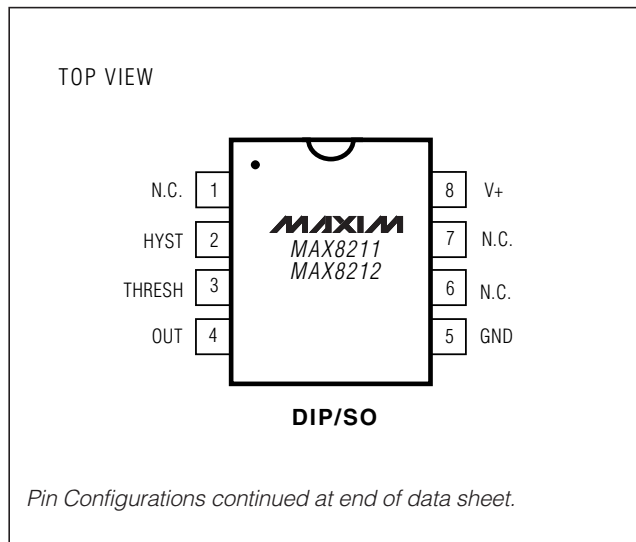 TOP VIEW
N.C. 1
8 V+
HYST 2
7 N.C.
THRESH 3
6 N.C.
OUT 4
5 GND
MAXIM
MAX8211
MAX8212
DIP/SO
Pin Configurations continued at end of data sheet.